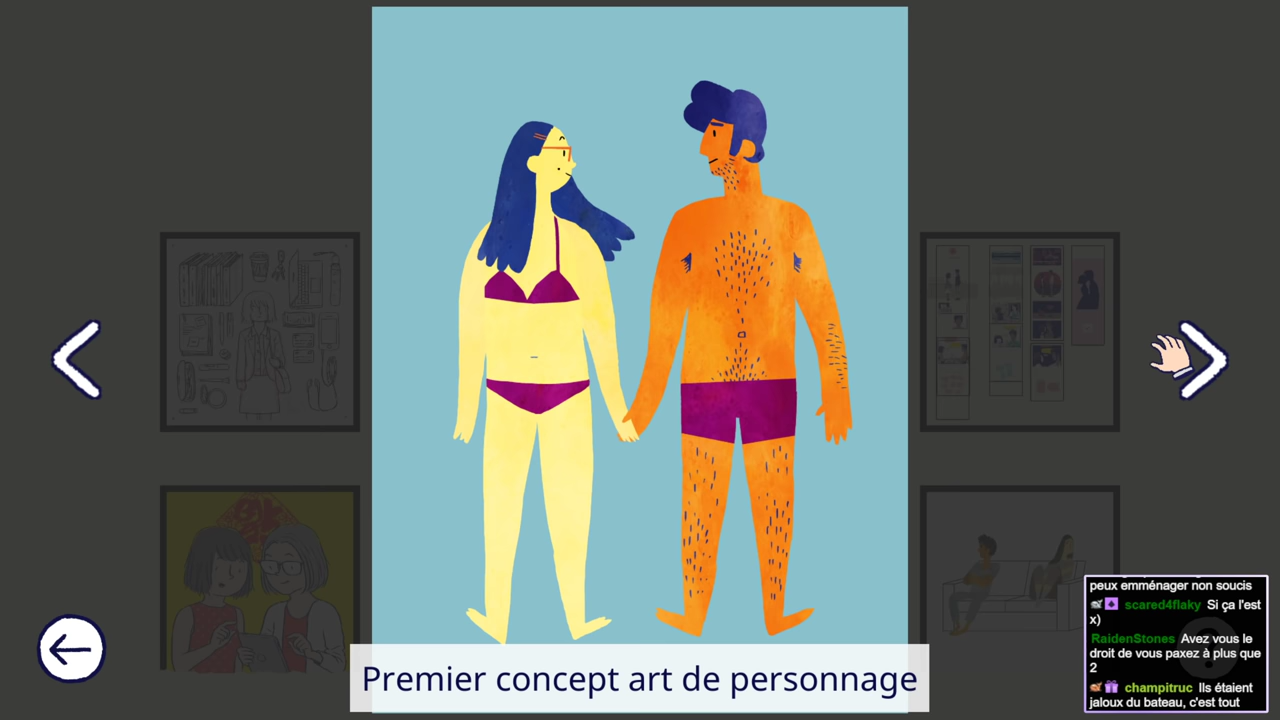 Premier concept art de personnage
peux emménager non soucis
scared4flaky Si ça l'est
x)
RaidenStones Avez vous le
droit de vous paxez à plus que
2
champitruc Ils étaient
jaloux du bateau, c'est tout